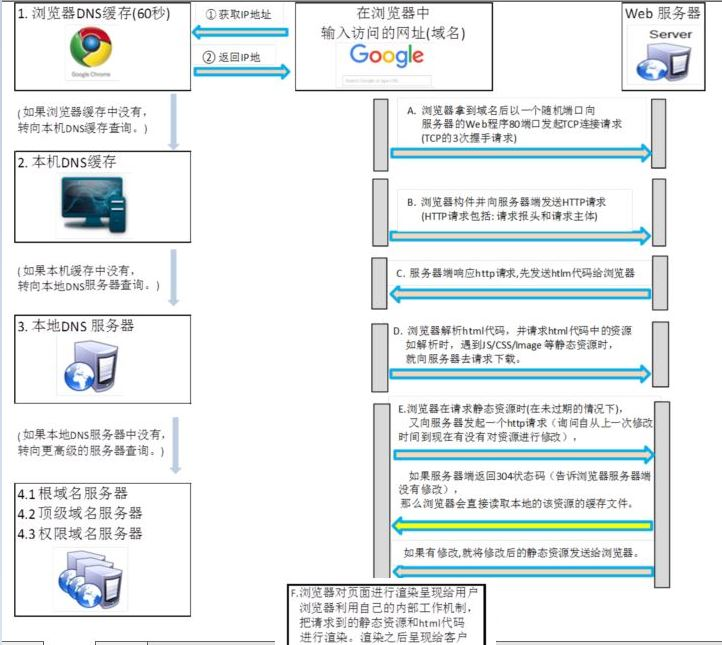 1. 浏览器DNS缓存(60秒)
Google Chrome
(如果浏览器缓存中没有,
转向本机DNS缓存查询。)
2. 本机DNS缓存
(如果本机缓存中没有,
转向本地DNS服务器查询。)
3. 本地DNS 服务器
(如果本地DNS服务器中没有,
转向更高级的服务器查询。)
4.1 根域名服务器
4.2 顶级域名服务器
4.3 权限域名服务器
①获取IP地址
② 返回IP地
在浏览器中
输入访问的网址(域名)
Google
Web 服务器
Server
A. 浏览器拿到域名后以一个随机端口向
服务器的Web程序80端口发起TCP连接请求
(TCP的3次握手请求)
B. 浏览器构件并向服务器端发送HTTP请求
(HTTP请求包括: 请求报头和请求主体)
C. 服务器端响应http请求,先发送htlm代码给浏览器
D. 浏览器解析html代码，并请求html代码中的资源
如解析时，遇到JS/CSS/Image 等静态资源时，
就向服务器去请求下载。
E.浏览器在请求静态资源时(在未过期的情况下),
又向服务器发起一个http请求（询问自从上一次修改
时间到现在有没有对资源进行修改），
如果服务器端返回304状态码（告诉浏览器服务器端
没有修改），
那么浏览器会直接读取本地的该资源的缓存文件。
如果有修改,就将修改后的静态资源发送给浏览器。
F.浏览器对页面进行渲染呈现给用户
浏览器利用自己的内部工作机制，
把请求到的静态资源和html代码
进行渲染。渲染之后呈现给客户